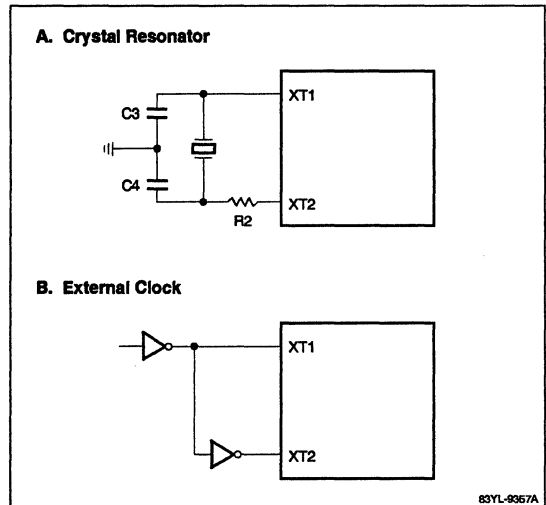 A. Crystal Resonator
XT1
C3
C4
R2
XT2
B. External Clock
XT1
XT2
83YL-9357A